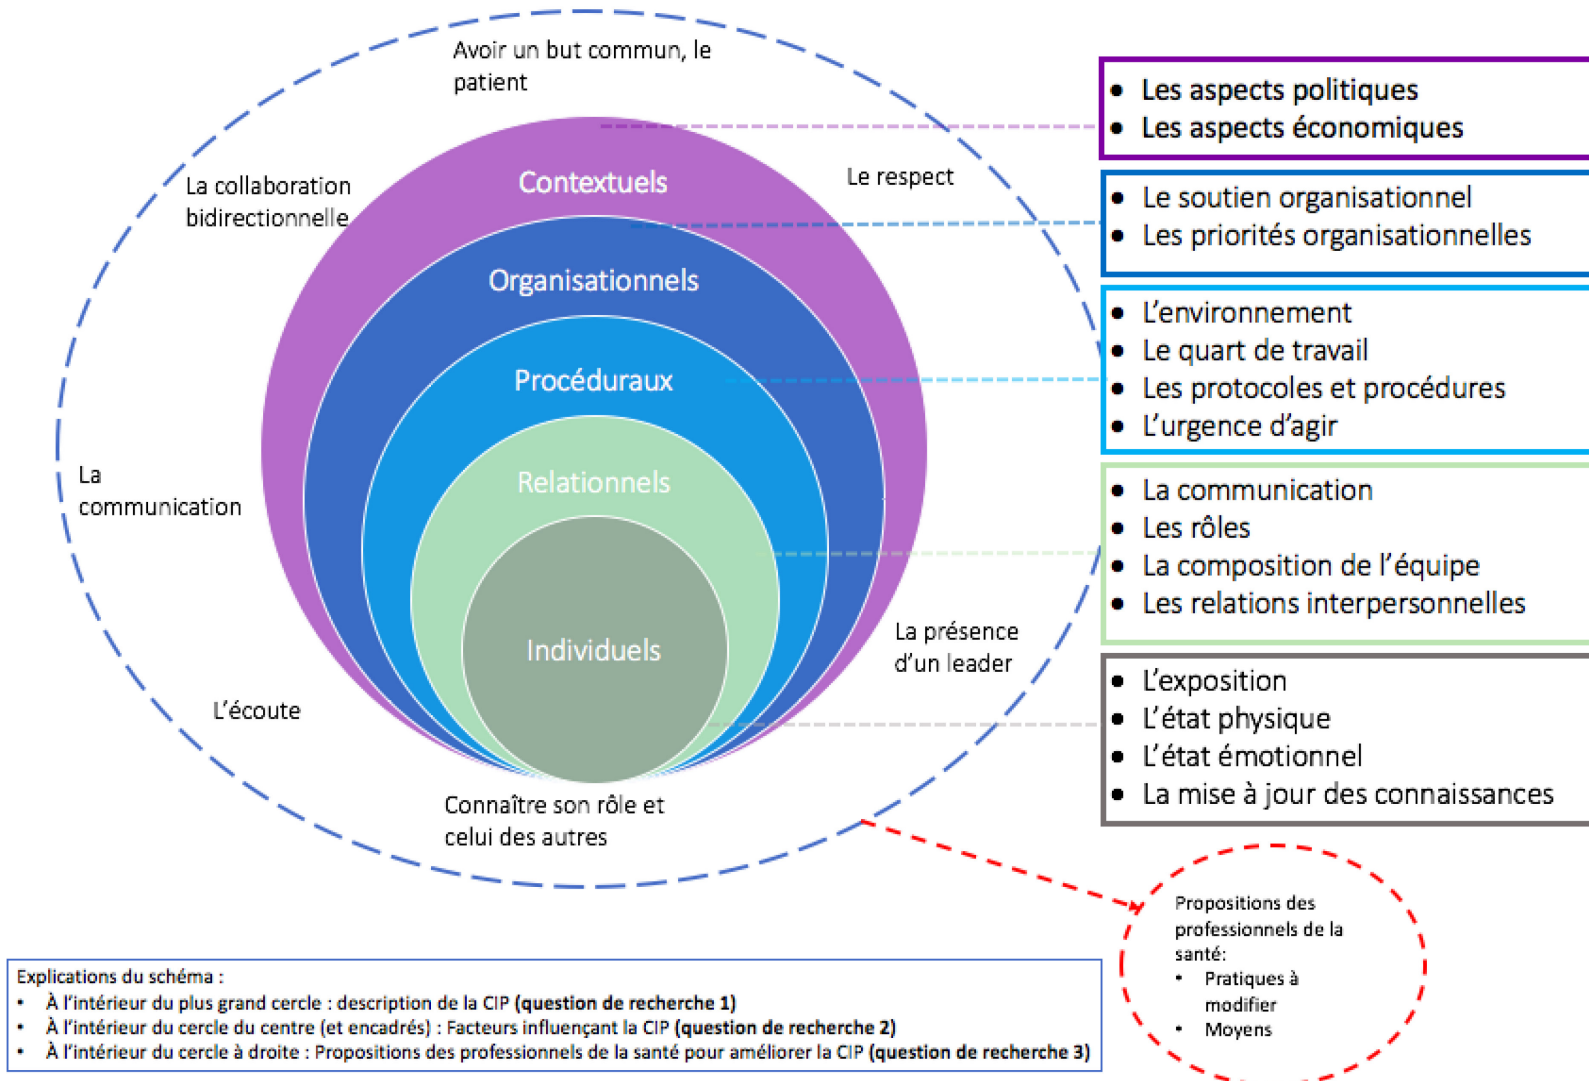 Avoir un but commun, le
patient
La collaboration
bidirectionnelle
Le respect
Contextuels
Organisationnels
Procéduraux
Relationnels
Individuels
La
communication
L'écoute
La présence
d'un leader
Connaître son rôle et
celui des autres
• Les aspects politiques
• Les aspects économiques
• Le soutien organisationnel
• Les priorités organisationnelles
• L'environnement
• Le quart de travail
• Les protocoles et procédures
• L'urgence d'agir
• La communication
• Les rôles
• La composition de l'équipe
• Les relations interpersonnelles
• L'exposition
• L'état physique
• L'état émotionnel
• La mise à jour des connaissances
Propositions des
professionnels de la
santé:
• Pratiques à
modifier
• Moyens
Explications du schéma :
• À l'intérieur du plus grand cercle : description de la CIP (question de recherche 1)
• À l'intérieur du cercle du centre (et encadrés) : Facteurs influençant la CIP (question de recherche 2)
• À l'intérieur du cercle à droite : Propositions des professionnels de la santé pour améliorer la CIP (question de recherche 3)